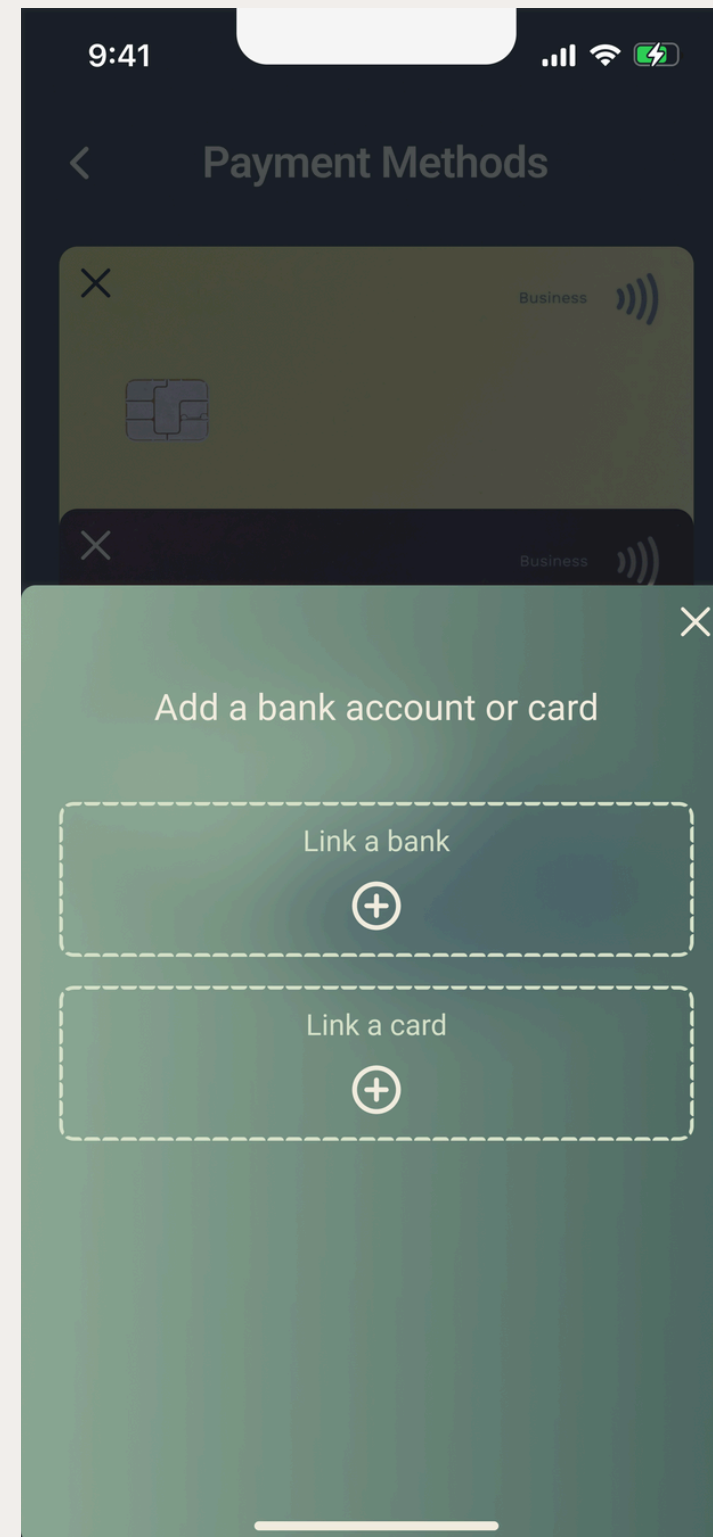 9:41
Payment Methods
Business
Business
Add a bank account or card
Link a bank
Link a card